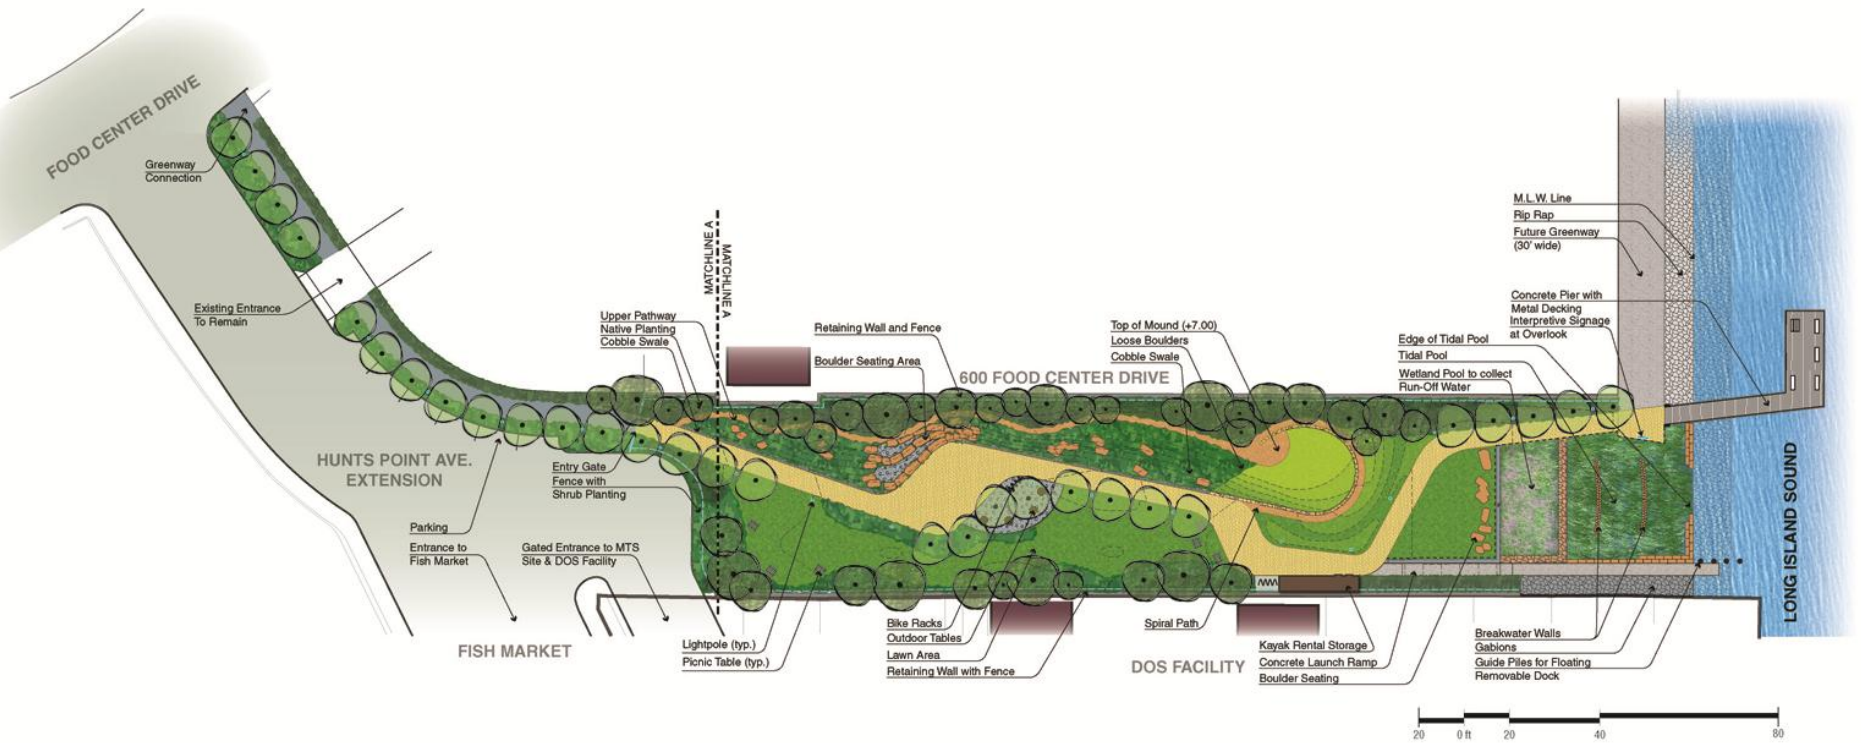 FOOD CENTER DRIVE
Greenway
Connection
Existing Entrance
To Remain
HUNTS POINT AVE.
EXTENSION
Parking
Entrance to
Fish Market
Entry Gate
Fence with
Shrub Planting
Gated Entrance to MTS
Site & DOS Facility
FISH MARKET
Upper Pathway
Native Planting
Cobble Swale
MATCHLINE A
MATCHLINE A
Retaining Wall and Fence
Boulder Seating Area
600 FOOD CENTER DRIVE
Top of Mound (+7.00)
Loose Boulders
Cobble Swale
Edge of Tidal Pool
Tidal Pool
Wetland Pool to collect
Run-Off Water
M.L.W. Line
Rip Rap
Future Greenway
(30' wide)
Concrete Pier with
Metal Decking
Interpretive Signage
at Overlook
LONG ISLAND SOUND
Lightpole (typ.)
Picnic Table (typ.)
Bike Racks
Outdoor Tables
Lawn Area
Retaining Wall with Fence
Spiral Path
DOS FACILITY
Kayak Rental Storage
Concrete Launch Ramp
Boulder Seating
Breakwater Walls
Gabions
Guide Piles for Floating
Removable Dock
20 0 ft 20 40 80